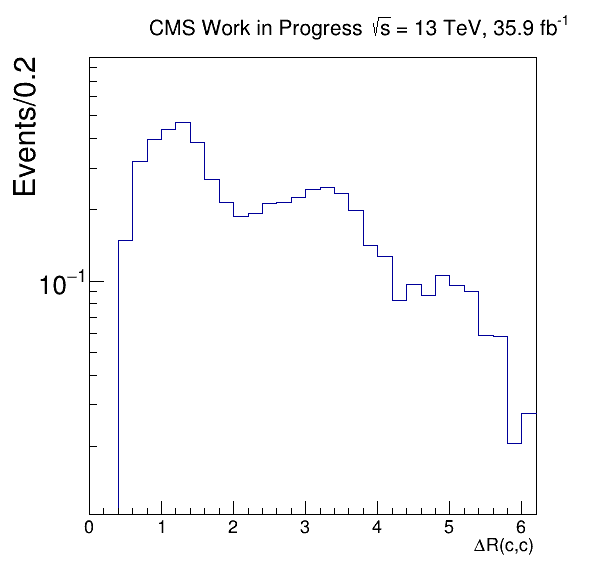 CMS Work in Progress √s = 13 TeV, 35.9 fb⁻¹
Events/0.2
10⁻¹
0 1 2 3 4 5 6
ΔR(c,c)